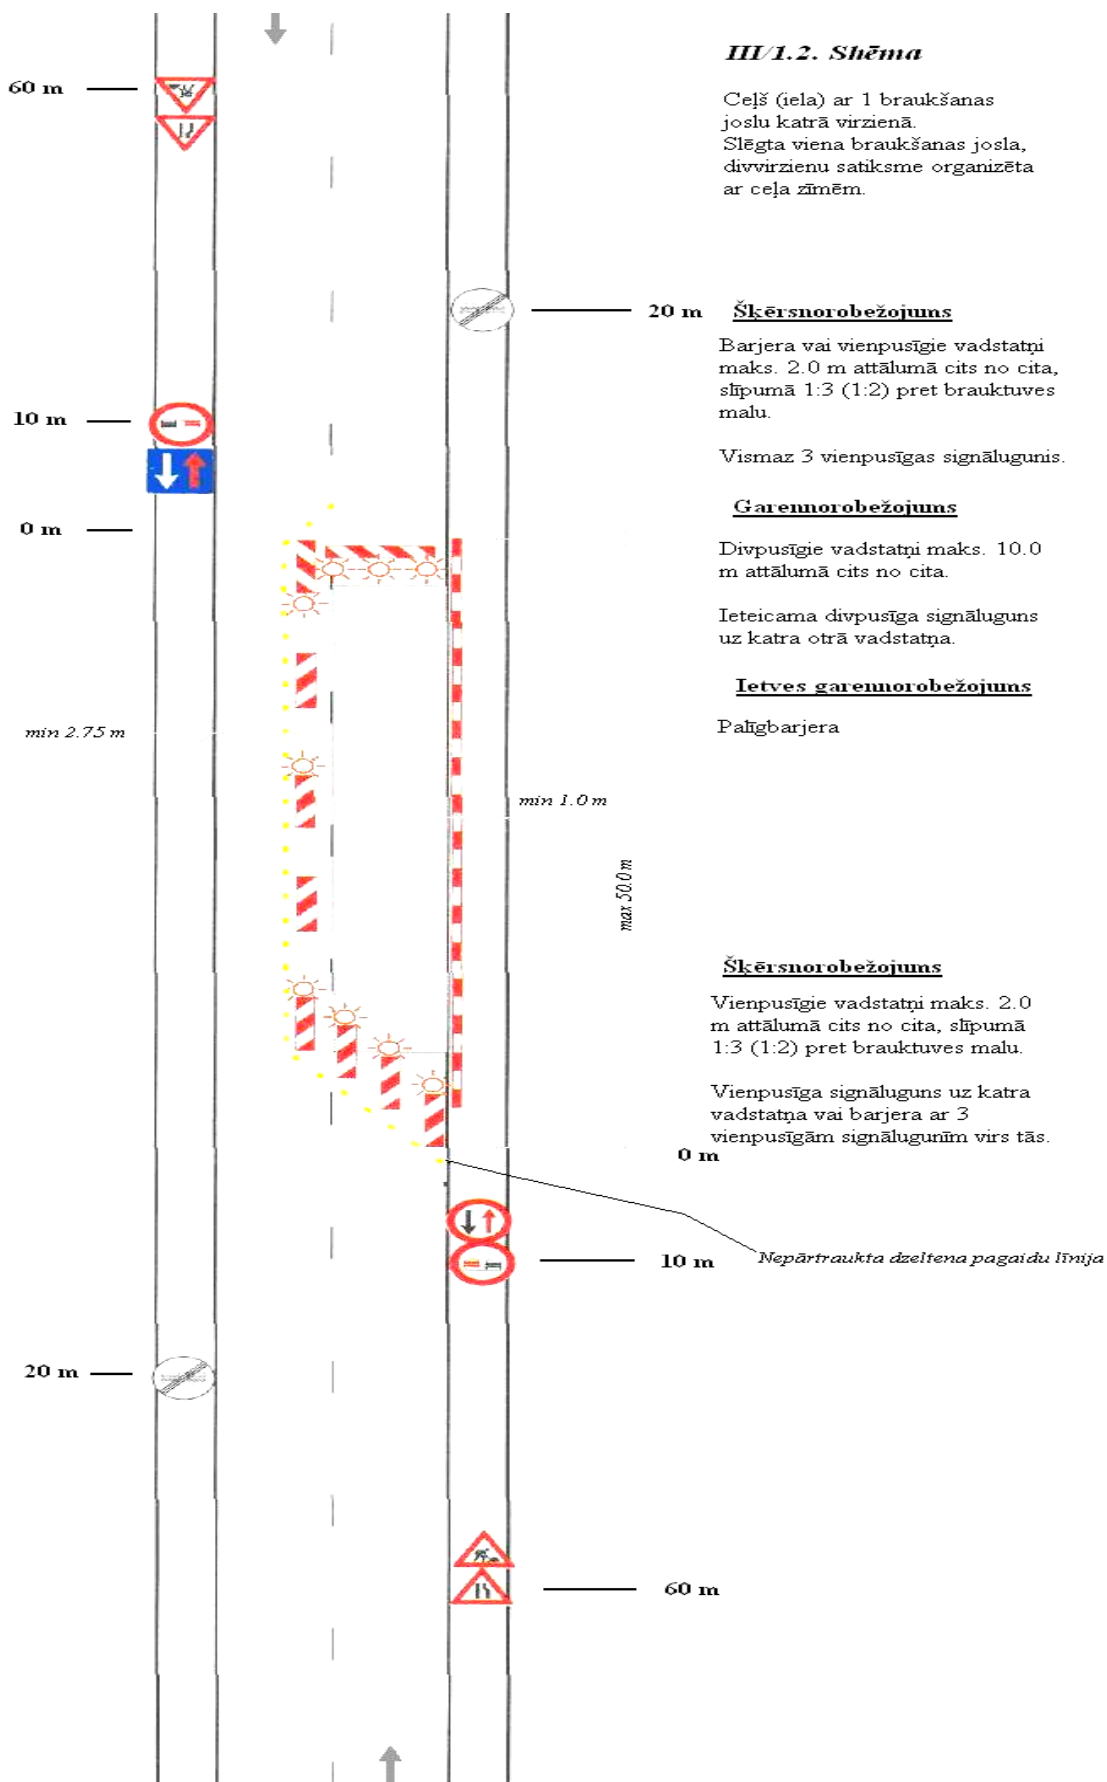 III/1.2. Shēma
60 m
Ceļš (iela) ar 1 braukšanas
joslu katrā virzienā.
Slēgta viena braukšanas josla,
divvirzienu satiksme organizēta
ar ceļa zīmēm.
20 m
Šķērsnorobežojums
Barjera vai vienpusīgie vadstatņi
maks. 2.0 m attālumā cits no cita,
slīpumā 1:3 (1:2) pret brauktuves
malu.
10 m
Vismaz 3 vienpusīgas signālugunis.
Garennorobežojums
0 m
Divpusīgie vadstatņi maks. 10.0
m attālumā cits no cita.
Ieteicama divpusīga signāluguns
uz katra otrā vadstatņa.
Ietves garennorobežojums
min 2.75 m
Palīgbarjera
min 1.0 m
max 50.0 m
Šķērsnorobežojums
Vienpusīgie vadstatņi maks. 2.0
m attālumā cits no cita, slīpumā
1:3 (1:2) pret brauktuves malu.
Vienpusīga signāluguns uz katra
vadstatņa vai barjera ar 3
vienpusīgām signālugunīm virs tās.
0 m
10 m
Nepārtraukta dzeltena pagaidu līnija
20 m
60 m